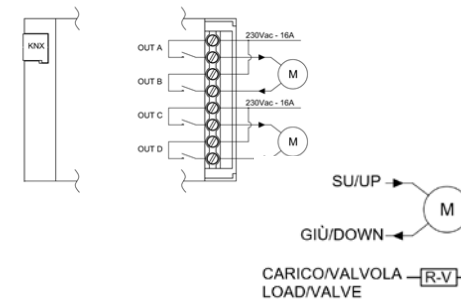 KNX
230Vac - 16A
OUT A
M
OUT B
230Vac - 16A
OUT C
M
OUT D
SU/UP
M
GIÙ/DOWN
CARICO/VALVOLA R-V
LOAD/VALVE